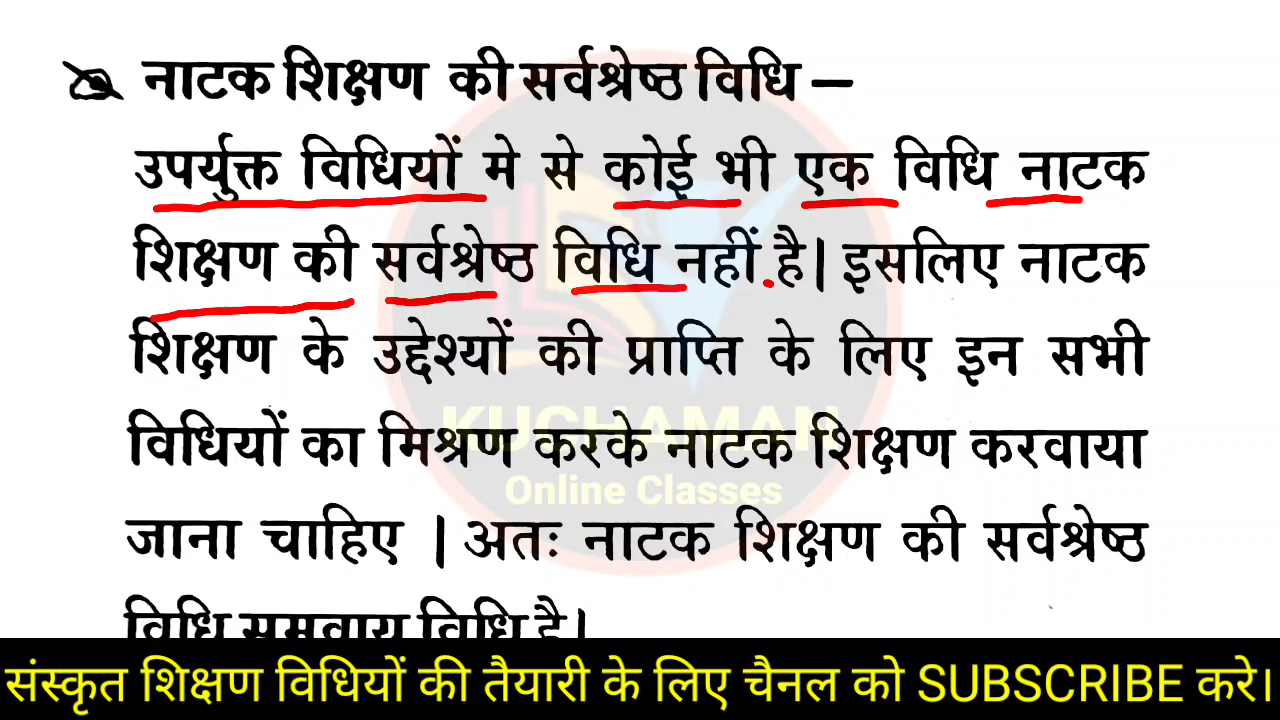 नाटक शिक्षण की सर्वश्रेष्ठ विधि –
उपर्युक्त विधियों मे से कोई भी एक विधि नाटक
शिक्षण की सर्वश्रेष्ठ विधि नहीं है| इसलिए नाटक
शिक्षण के उद्देश्यों की प्राप्ति के लिए इन सभी
विधियों का मिश्रण करके नाटक शिक्षण करवाया
जाना चाहिए | अतः नाटक शिक्षण की सर्वश्रेष्ठ
विधि समवाय विधि है|
KUCHAMAN
Online Classes
संस्कृत शिक्षण विधियों की तैयारी के लिए चैनल को SUBSCRIBE करे।